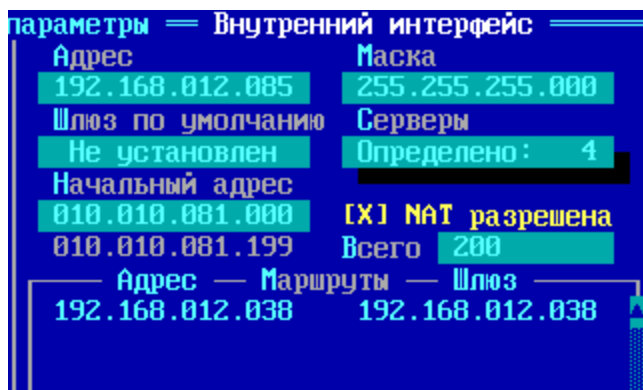 параметры Внутренний интерфейс
Адрес Маска
192.168.012.085 255.255.255.000
Шлюз по умолчанию Серверы
Не установлен Определено: 4
Начальный адрес
010.010.081.000 [X] NAT разрешена
010.010.081.199 Всего 200
Адрес — Маршруты — Шлюз
192.168.012.038 192.168.012.038